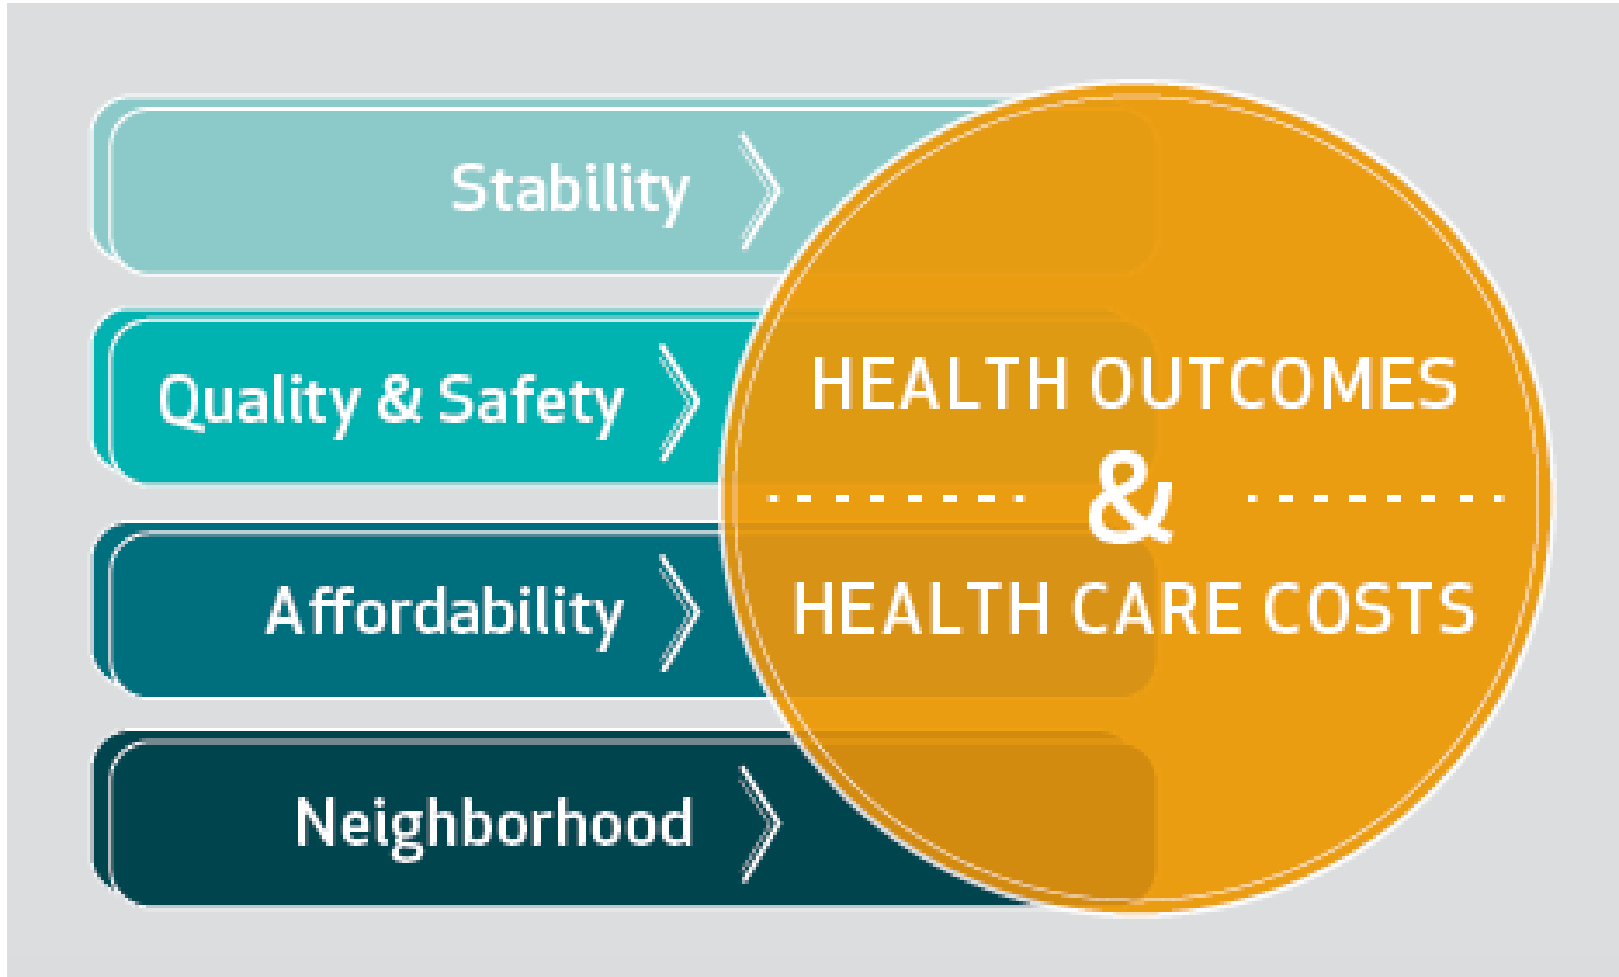 Stability
Quality & Safety
Affordability
Neighborhood
HEALTH OUTCOMES
&
HEALTH CARE COSTS